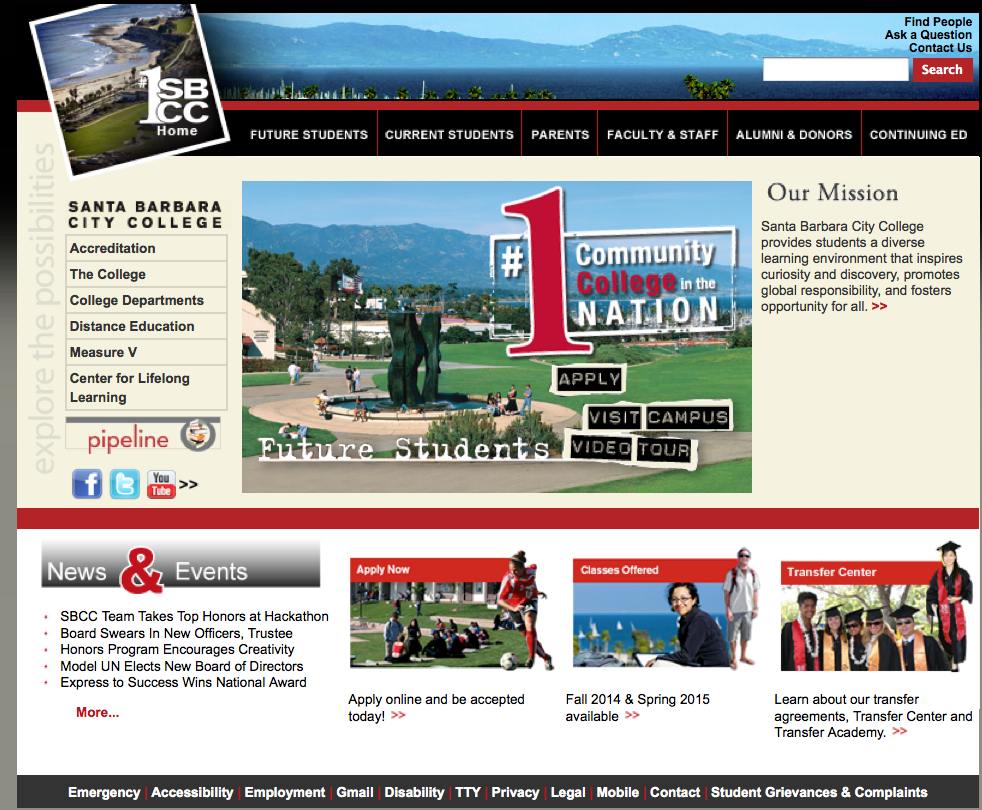 Find People
Ask a Question
Contact Us
Search
#1 SB
CC
Home
FUTURE STUDENTS
CURRENT STUDENTS
PARENTS
FACULTY & STAFF
ALUMNI & DONORS
CONTINUING ED
explore the possibilities
SANTA BARBARA
CITY COLLEGE
Accreditation
The College
College Departments
Distance Education
Measure V
Center for Lifelong
Learning
pipeline
f
t
You
Tube
>>
#1 Community
College in the
NATION
APPLY
VISIT CAMPUS
Future Students
VIDEO TOUR
Our Mission
Santa Barbara City College
provides students a diverse
learning environment that inspires
curiosity and discovery, promotes
global responsibility, and fosters
opportunity for all. >>
News & Events
SBCC Team Takes Top Honors at Hackathon
Board Swears In New Officers, Trustee
Honors Program Encourages Creativity
Model UN Elects New Board of Directors
Express to Success Wins National Award
More...
Apply Now
Apply online and be accepted
today! >>
Classes Offered
Fall 2014 & Spring 2015
available >>
Transfer Center
Learn about our transfer
agreements, Transfer Center and
Transfer Academy. >>
Emergency | Accessibility | Employment | Gmail | Disability | TTY | Privacy | Legal | Mobile | Contact | Student Grievances & Complaints